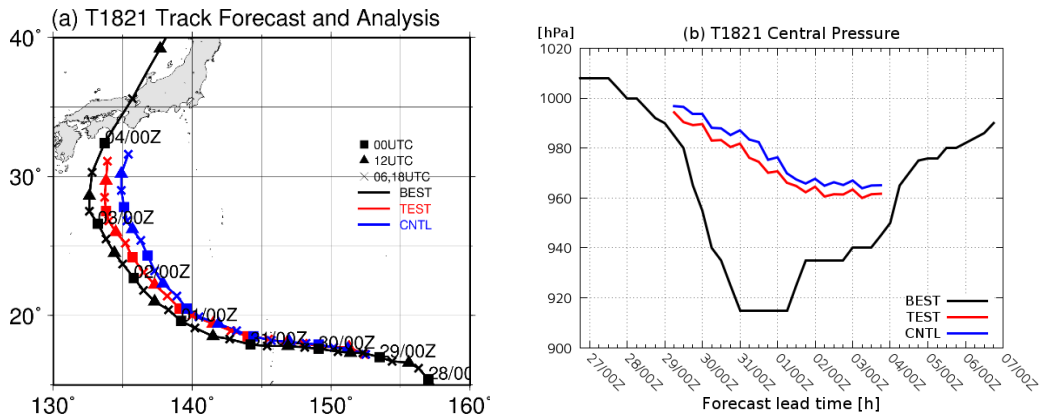 (a) T1821 Track Forecast and Analysis
40˚
30˚
20˚
130˚
140˚
150˚
160˚
04/00Z
03/00Z
02/00Z
1/00Z
1/00Z
30/00Z
29/00Z
28/00
00UTC
12UTC
06,18UTC
BEST
TEST
CNTL
(b) T1821 Central Pressure
[hPa]
1020
1000
980
960
940
920
900
BEST
TEST
CNTL
27/00Z
28/00Z
29/00Z
30/00Z
31/00Z
01/00Z
02/00Z
03/00Z
04/00Z
05/00Z
06/00Z
07/00Z
Forecast lead time [h]